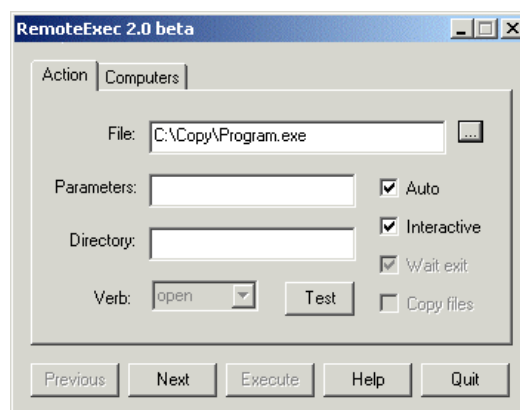 RemoteExec 2.0 beta
Action Computers
File: C:\Copy\Program.exe ...
Parameters: Auto
Directory: Interactive
Wait exit
Verb: open Test Copy files
Previous Next Execute Help Quit